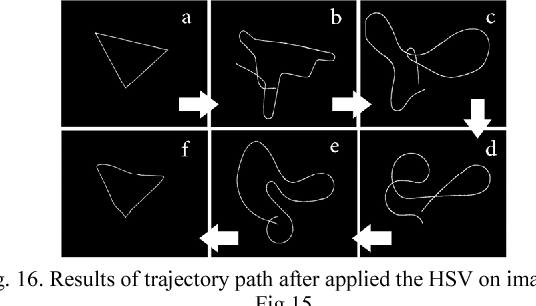 a
b
c
f
e
d
g. 16. Results of trajectory path after applied the HSV on ima
Fig.15